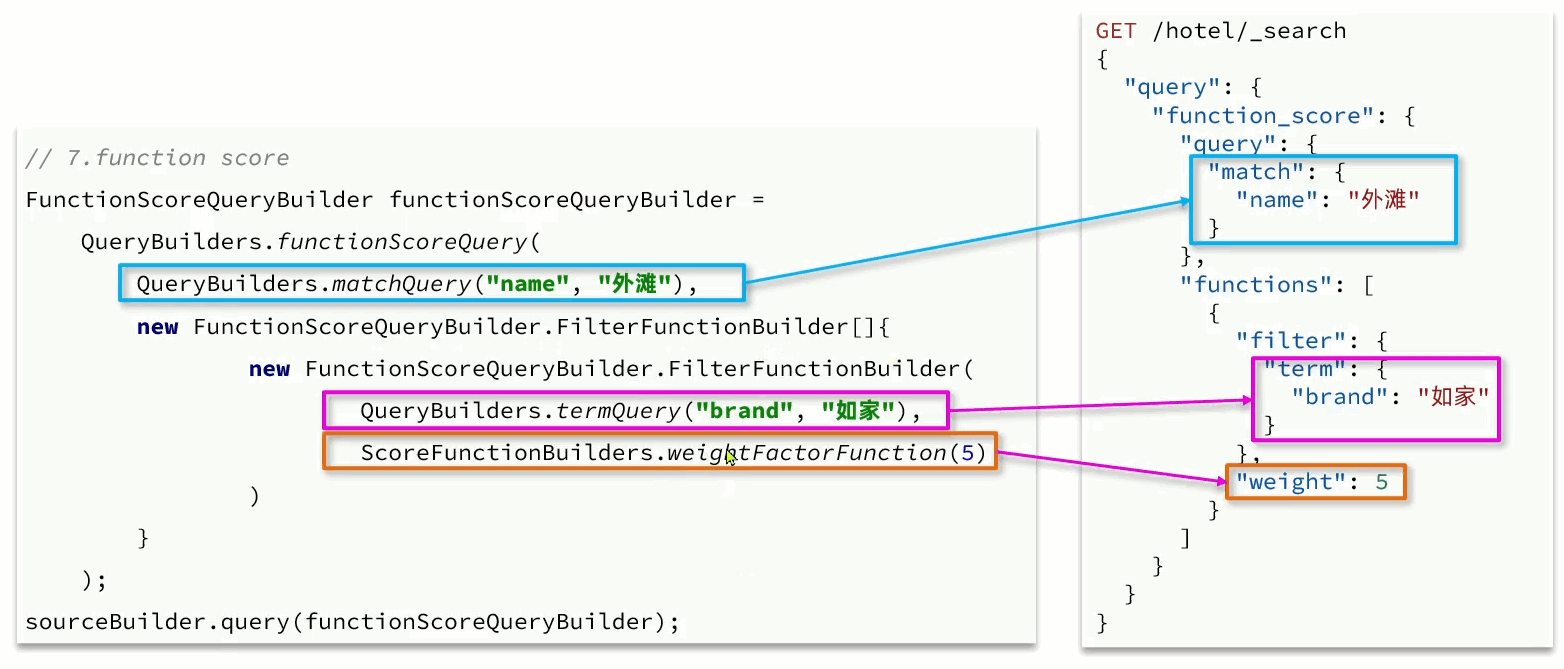 // 7.function score
FunctionScoreQueryBuilder functionScoreQueryBuilder =
QueryBuilders.functionScoreQuery(
QueryBuilders.matchQuery("name", "外滩"),
new FunctionScoreQueryBuilder.FilterFunctionBuilder[]{
new FunctionScoreQueryBuilder.FilterFunctionBuilder(
QueryBuilders.termQuery("brand", "如家"),
ScoreFunctionBuilders.weightFactorFunction(5)
)
}
);
sourceBuilder.query(functionScoreQueryBuilder);
GET /hotel/_search
{
"query": {
"function_score": {
"query": {
"match": {
"name": "外滩"
}
},
"functions": [
{
"filter": {
"term": {
"brand": "如家"
}
},
"weight": 5
}
]
}
}
}